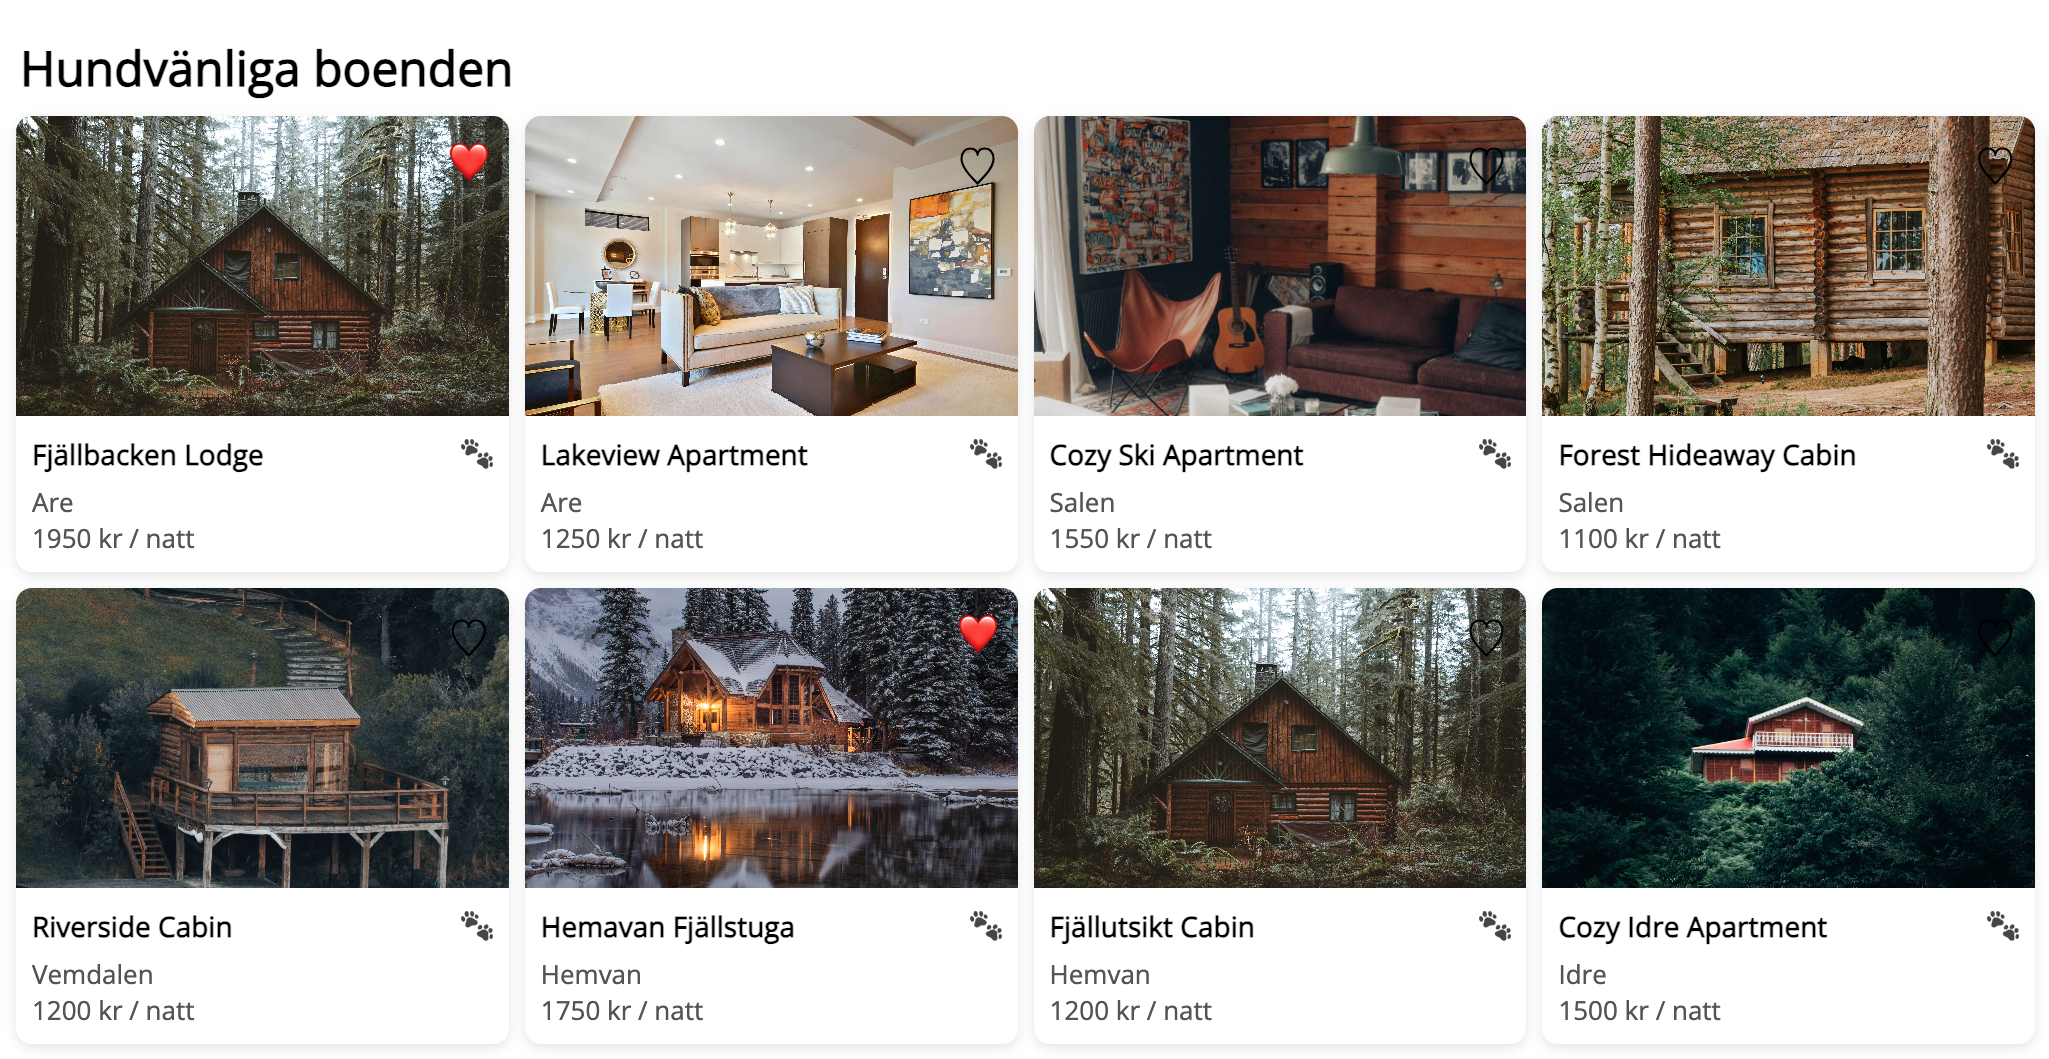 Hundvänliga boenden
Fjällbacken Lodge
Are
1950 kr / natt
Lakeview Apartment
Are
1250 kr / natt
Cozy Ski Apartment
Salen
1550 kr / natt
Forest Hideaway Cabin
Salen
1100 kr / natt
Riverside Cabin
Vemdalen
1200 kr / natt
Hemavan Fjällstuga
Hemvan
1750 kr / natt
Fjällutsikt Cabin
Hemvan
1200 kr / natt
Cozy Idre Apartment
Idre
1500 kr / natt